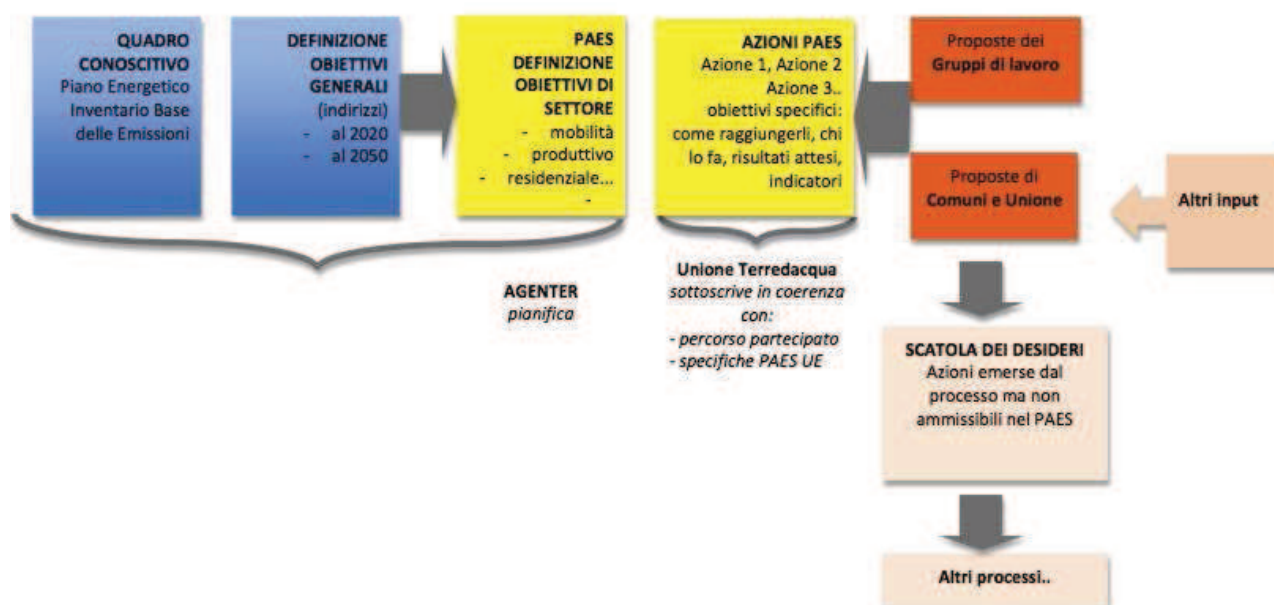 QUADRO
CONOSCITIVO
Piano Energetico
Inventario Base
delle Emissioni
DEFINIZIONE
OBIETTIVI
GENERALI
(indirizzi)
- al 2020
- al 2050
PAES
DEFINIZIONE
OBIETTIVI DI
SETTORE
- mobilità
- produttivo
- residenziale...
-
AZIONI PAES
Azione 1, Azione 2
Azione 3..
obiettivi specifici:
come raggiungerli, chi
lo fa, risultati attesi,
indicatori
Proposte dei
Gruppi di lavoro
Proposte di
Comuni e Unione
Altri input
AGENTER
pianifica
Unione Terredacqua
sottoscrive in coerenza
con:
- percorso partecipato
- specifiche PAES UE
SCATOLA DEI DESIDERI
Azioni emerse dal
processo ma non
ammissibili nel PAES
Altri processi..